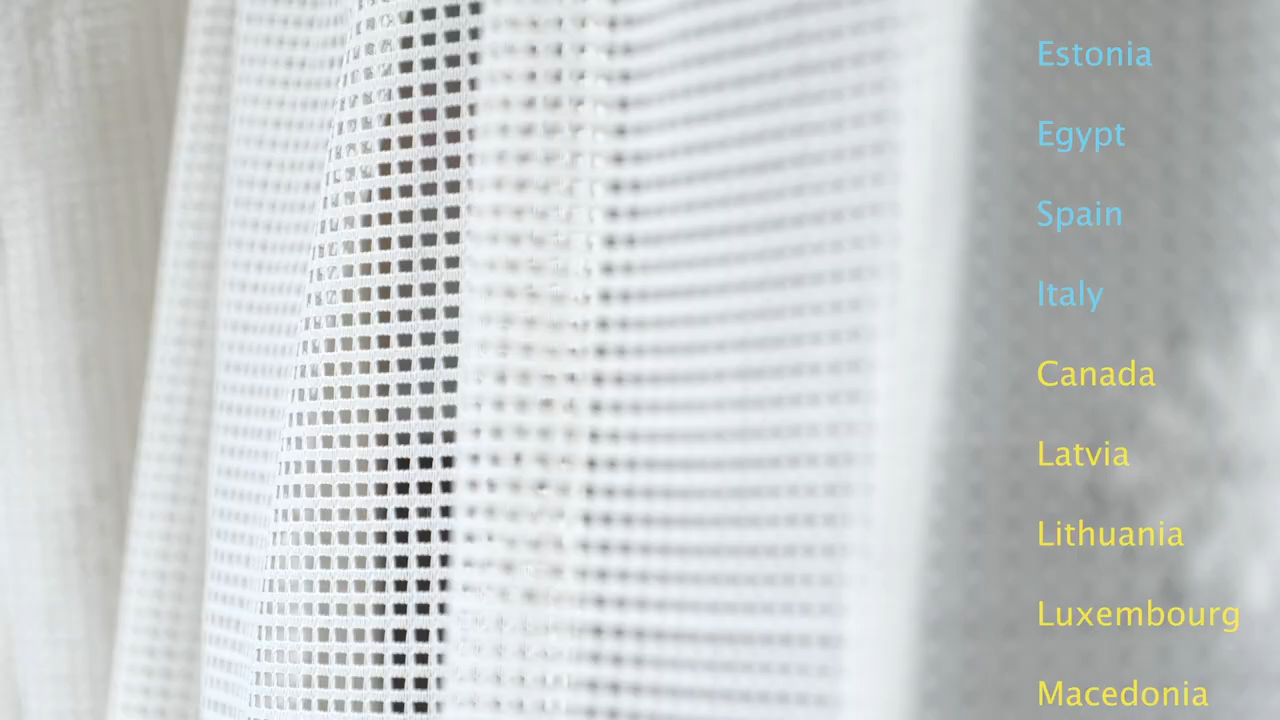 Estonia
Egypt
Spain
Italy
Canada
Latvia
Lithuania
Luxembourg
Macedonia